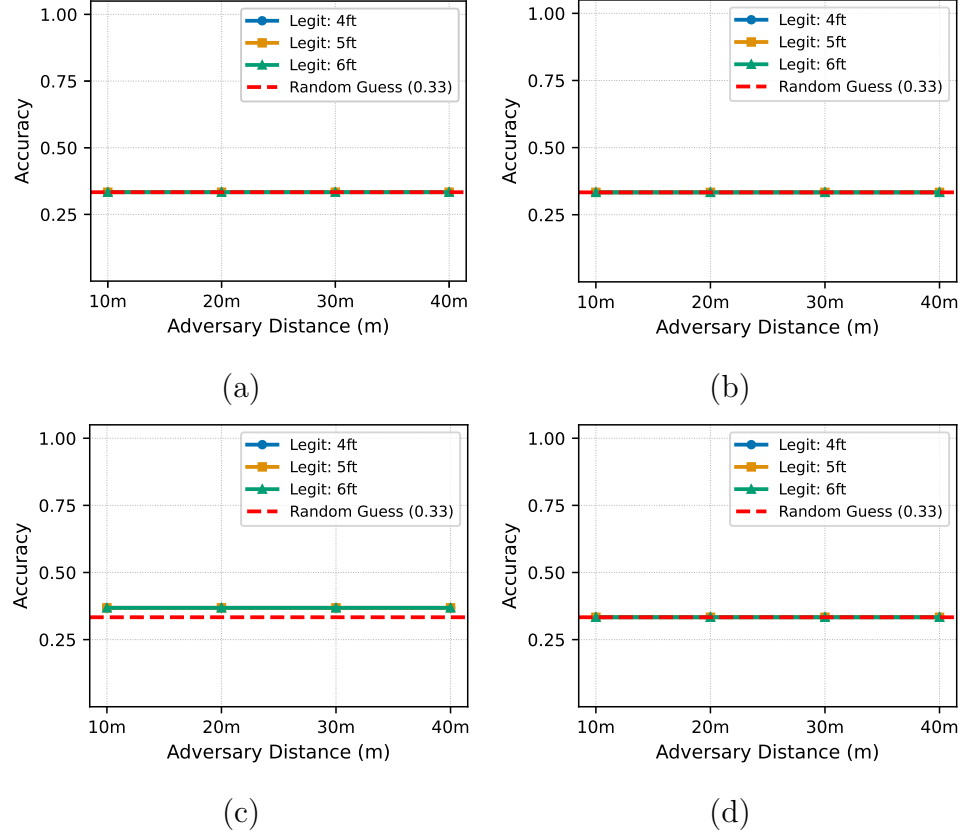 1.00
0.75
0.50
0.25
Accuracy
Legit: 4ft
Legit: 5ft
Legit: 6ft
Random Guess (0.33)
10m 20m 30m 40m
Adversary Distance (m)
(a)
1.00
0.75
0.50
0.25
Accuracy
Legit: 4ft
Legit: 5ft
Legit: 6ft
Random Guess (0.33)
10m 20m 30m 40m
Adversary Distance (m)
(b)
1.00
0.75
0.50
0.25
Accuracy
Legit: 4ft
Legit: 5ft
Legit: 6ft
Random Guess (0.33)
10m 20m 30m 40m
Adversary Distance (m)
(c)
1.00
0.75
0.50
0.25
Accuracy
Legit: 4ft
Legit: 5ft
Legit: 6ft
Random Guess (0.33)
10m 20m 30m 40m
Adversary Distance (m)
(d)